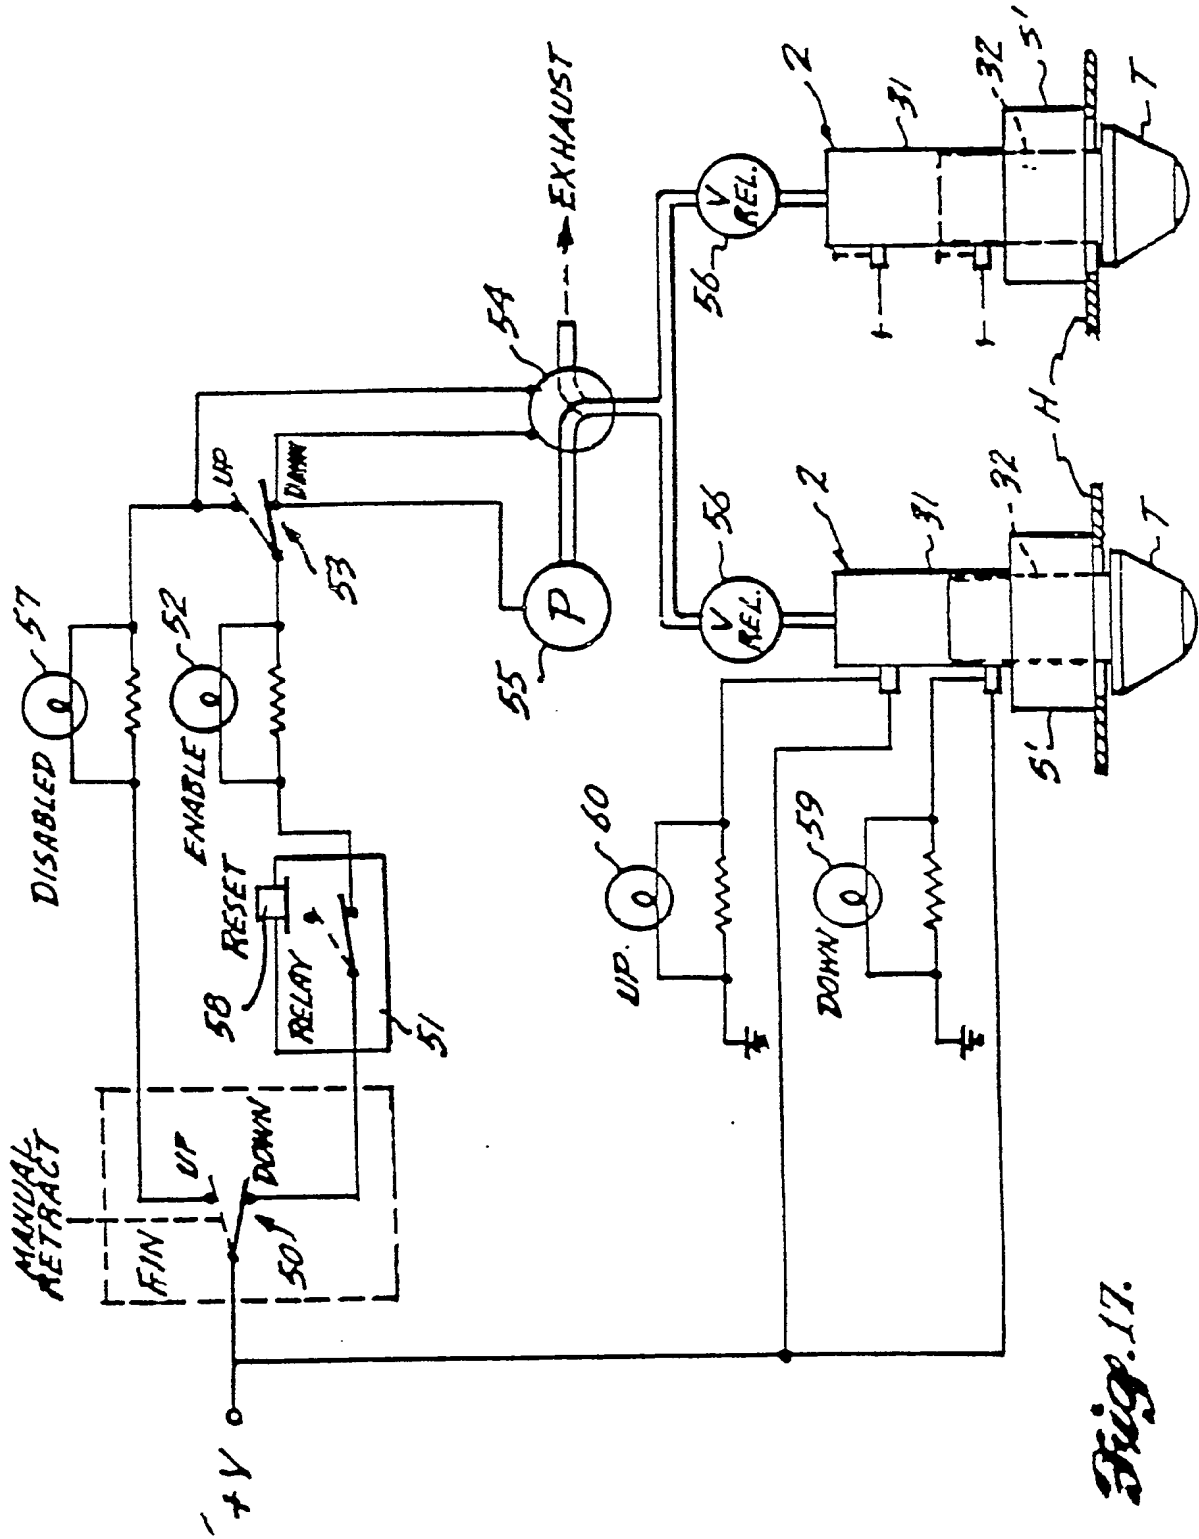 +V
MANUAL
RETRACT
FIN
UP
DOWN
50
DISABLED
57
ENABLE
52
RESET
58
RELAY
51
UP
DOWN
53
54
EXHAUST
P
55
V
REL.
56
V
REL.
56
UP.
60
DOWN
59
2
31
32
5'
H
T
2
31
32
5'
T
Fig. 17.